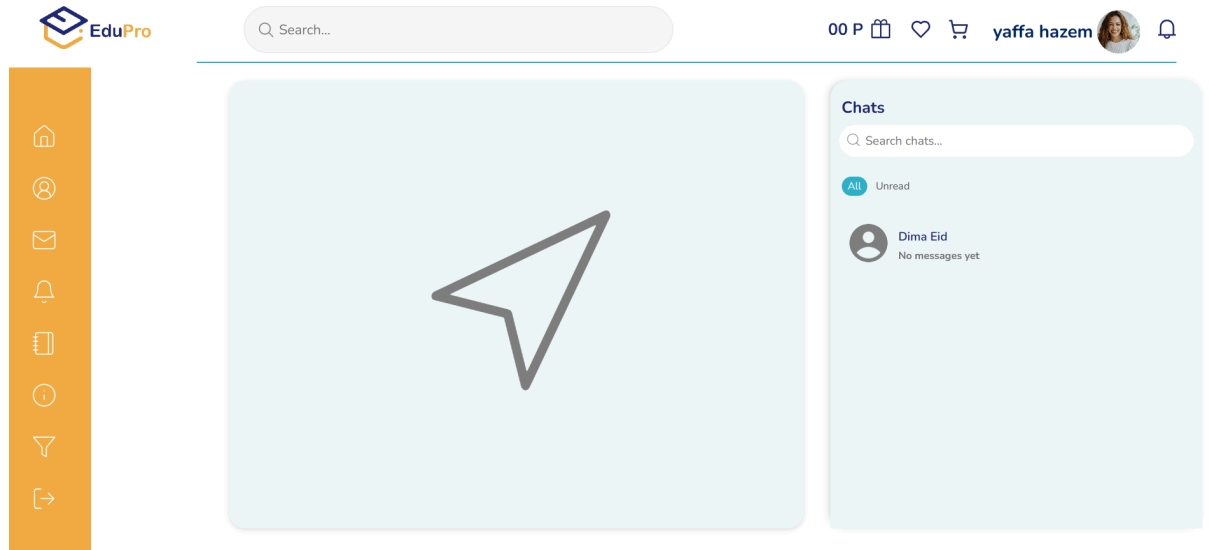 EduPro
Search...
00 P
yaffa hazem
Chats
Search chats...
All
Unread
Dima Eid
No messages yet